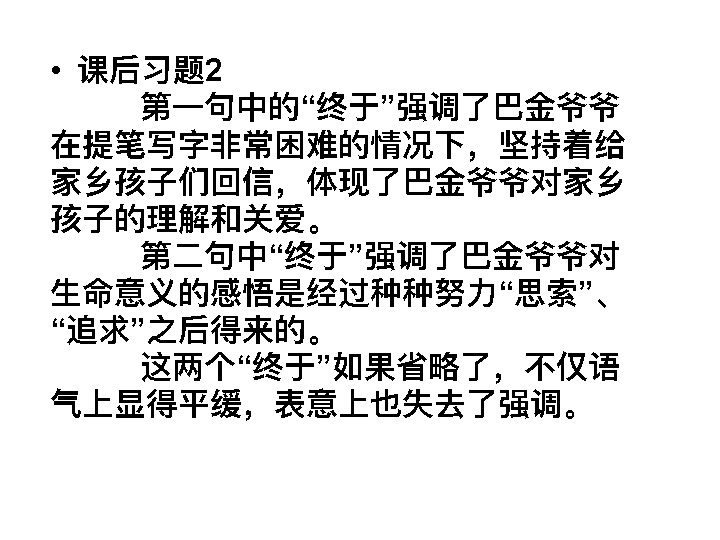 • 课后习题2
第一句中的“终于”强调了巴金爷爷
在提笔写字非常困难的情况下，坚持着给
家乡孩子们回信，体现了巴金爷爷对家乡
孩子的理解和关爱。
第二句中“终于”强调了巴金爷爷对
生命意义的感悟是经过种种努力“思索”、
“追求”之后得来的。
这两个“终于”如果省略了，不仅语
气上显得平缓，表意上也失去了强调。